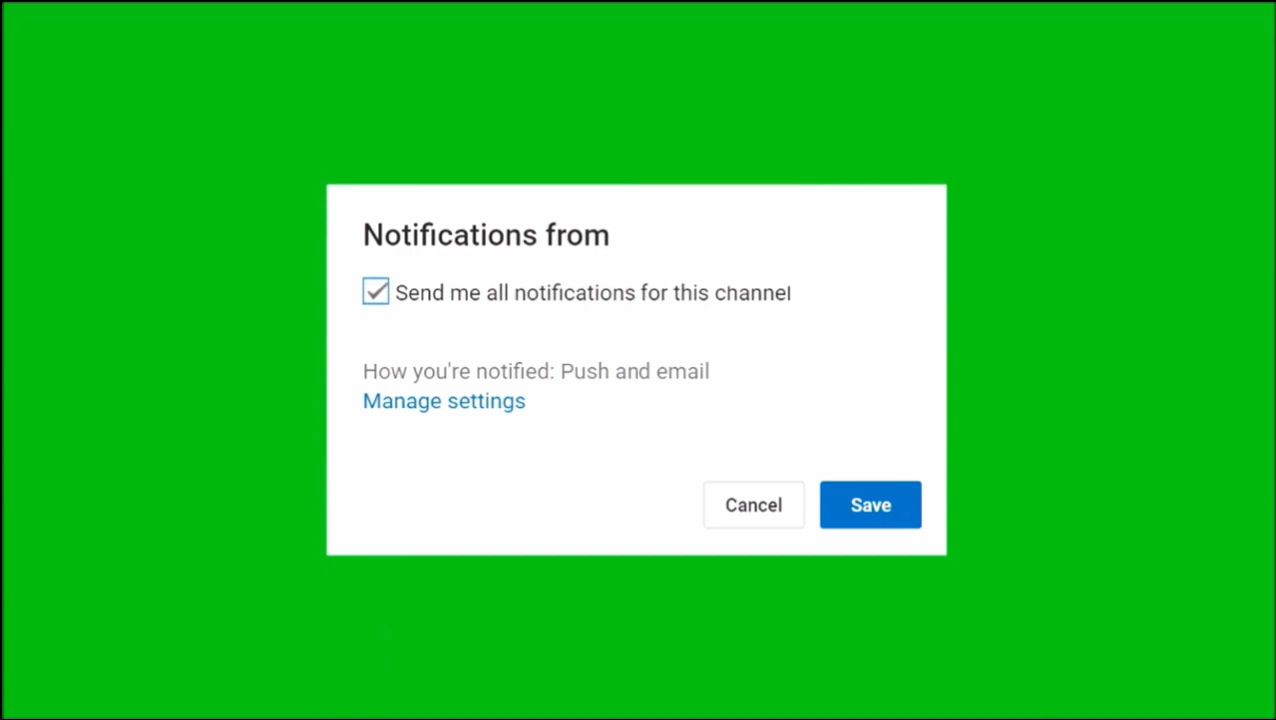 Notifications from
Send me all notifications for this channel
How you're notified: Push and email
Manage settings
Cancel Save